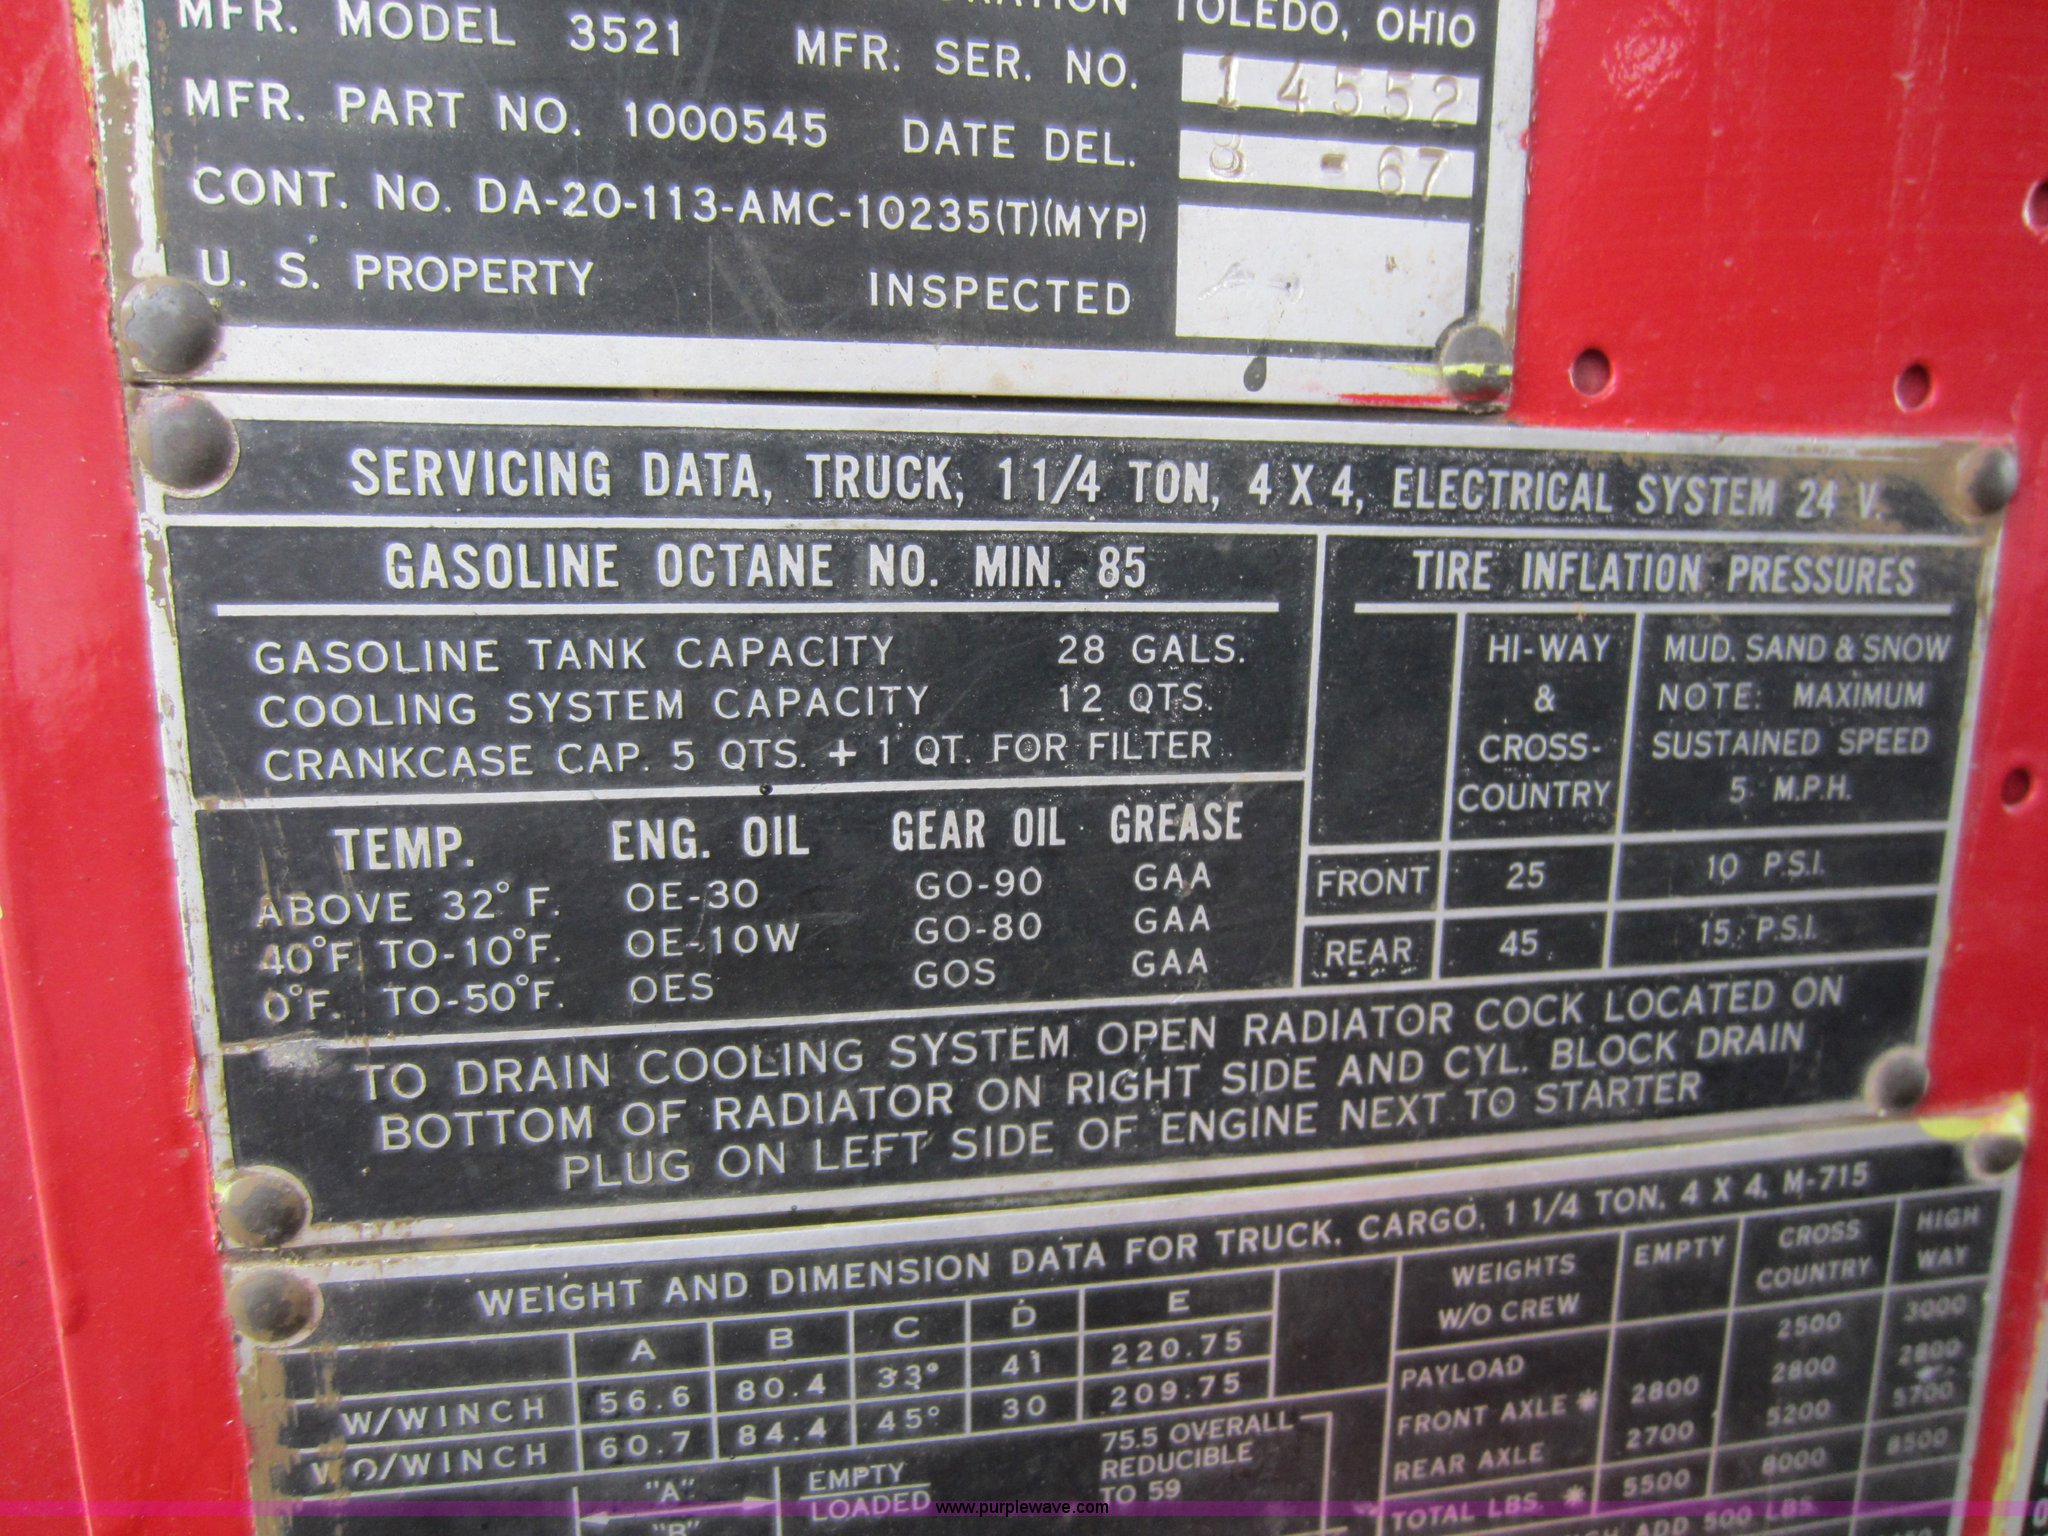 TOLEDO, OHIO
MFR. MODEL 3521 MFR. SER. NO. 14552
MFR. PART NO. 1000545 DATE DEL. 8 - 67
CONT. No. DA-20-113-AMC-10235(T)(MYP)
U. S. PROPERTY INSPECTED
SERVICING DATA, TRUCK, 1 1/4 TON, 4 X 4, ELECTRICAL SYSTEM 24 V.
GASOLINE OCTANE NO. MIN. 85
GASOLINE TANK CAPACITY 28 GALS.
COOLING SYSTEM CAPACITY 12 QTS.
CRANKCASE CAP. 5 QTS. + 1 QT. FOR FILTER
TEMP. ENG. OIL GEAR OIL GREASE
ABOVE 32°F. OE-30 GO-90 GAA
40°F TO-10°F. OE-10W GO-80 GAA
0°F. TO-50°F. OES GOS GAA
TIRE INFLATION PRESSURES
HI-WAY
&
CROSS-
COUNTRY
MUD. SAND & SNOW
NOTE: MAXIMUM
SUSTAINED SPEED
5 M.P.H.
FRONT 25 10 P.S.I.
REAR 45 15 P.S.I.
TO DRAIN COOLING SYSTEM OPEN RADIATOR COCK LOCATED ON
BOTTOM OF RADIATOR ON RIGHT SIDE AND CYL. BLOCK DRAIN
PLUG ON LEFT SIDE OF ENGINE NEXT TO STARTER
WEIGHT AND DIMENSION DATA FOR TRUCK, CARGO, 1 1/4 TON, 4 X 4, M-715
A B C D E
W/WINCH 56.6 80.4 33° 41 220.75
WO/WINCH 60.7 84.4 45° 30 209.75
"A"
"B"
EMPTY
LOADED
75.5 OVERALL
REDUCIBLE
TO 59
WEIGHTS
W/O CREW
EMPTY
CROSS
COUNTRY
HIGH
WAY
PAYLOAD 2500 3000
FRONT AXLE * 2800 2800 2800
REAR AXLE 2700 5200 5700
TOTAL LBS * 5500 8000 8500
ADD 500 LBS
www.purplewave.com